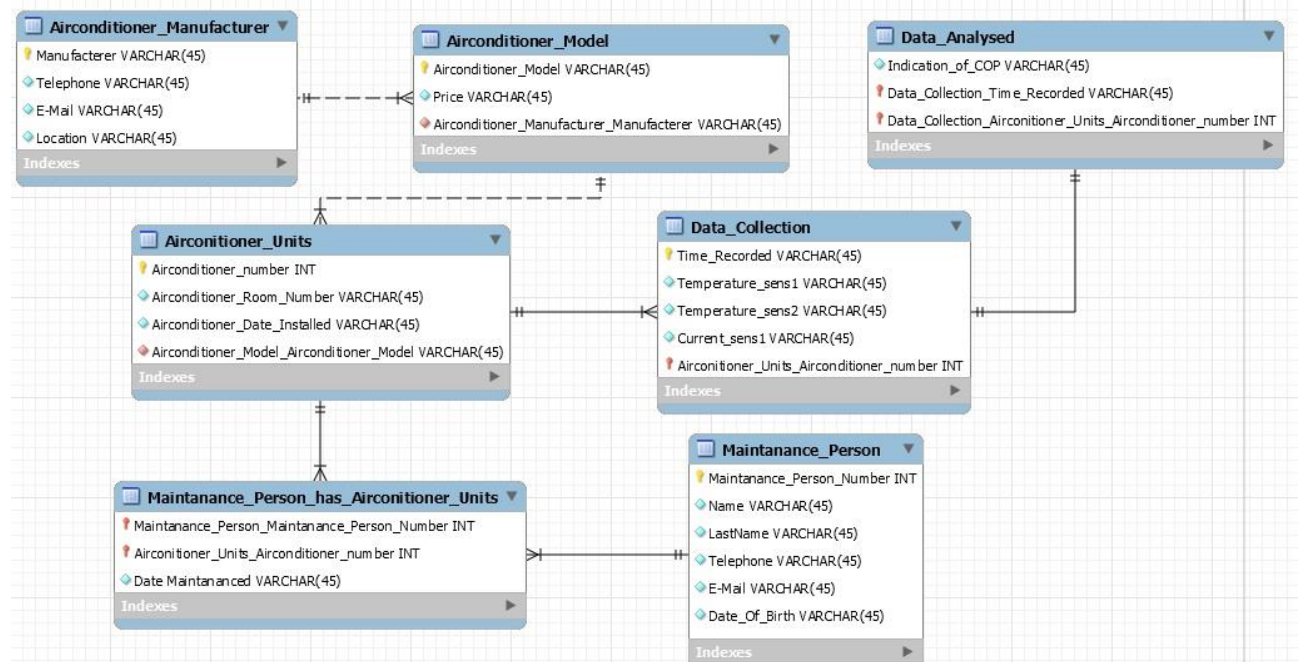 Airconditioner_Manufacturer
Manufacterer VARCHAR(45)
Telephone VARCHAR(45)
E-Mail VARCHAR(45)
Location VARCHAR(45)
Indexes
Airconditioner_Model
Airconditioner_Model VARCHAR(45)
Price VARCHAR(45)
Airconditioner_Manufacturer_Manufacterer VARCHAR(45)
Indexes
Data_Analysed
Indication_of_COP VARCHAR(45)
Data_Collection_Time_Recorded VARCHAR(45)
Data_Collection_Airconitioner_Units_Airconditioner_number INT
Indexes
Airconitioner_Units
Airconditioner_number INT
Airconditioner_Room_Number VARCHAR(45)
Airconditioner_Date_Installed VARCHAR(45)
Airconditioner_Model_Airconditioner_Model VARCHAR(45)
Indexes
Data_Collection
Time_Recorded VARCHAR(45)
Temperature_sens1 VARCHAR(45)
Temperature_sens2 VARCHAR(45)
Current_sens1 VARCHAR(45)
Airconitioner_Units_Airconditioner_number INT
Indexes
Maintanance_Person_has_Airconitioner_Units
Maintanance_Person_Maintanance_Person_Number INT
Airconitioner_Units_Airconditioner_number INT
Date Maintananced VARCHAR(45)
Indexes
Maintanance_Person
Maintanance_Person_Number INT
Name VARCHAR(45)
LastName VARCHAR(45)
Telephone VARCHAR(45)
E-Mail VARCHAR(45)
Date_Of_Birth VARCHAR(45)
Indexes